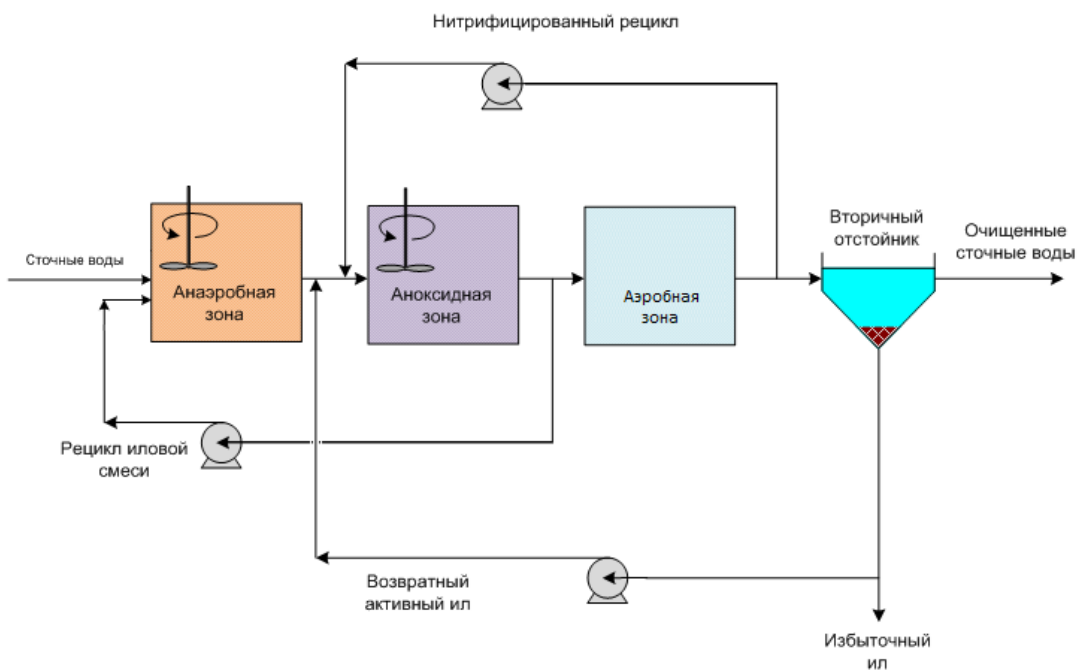 Нитрифицированный рецикл
Сточные воды
Анаэробная
зона
Аноксидная
зона
Аэробная
зона
Вторичный
отстойник
Очищенные
сточные воды
Рецикл иловой
смеси
Возвратный
активный ил
Избыточный
ил